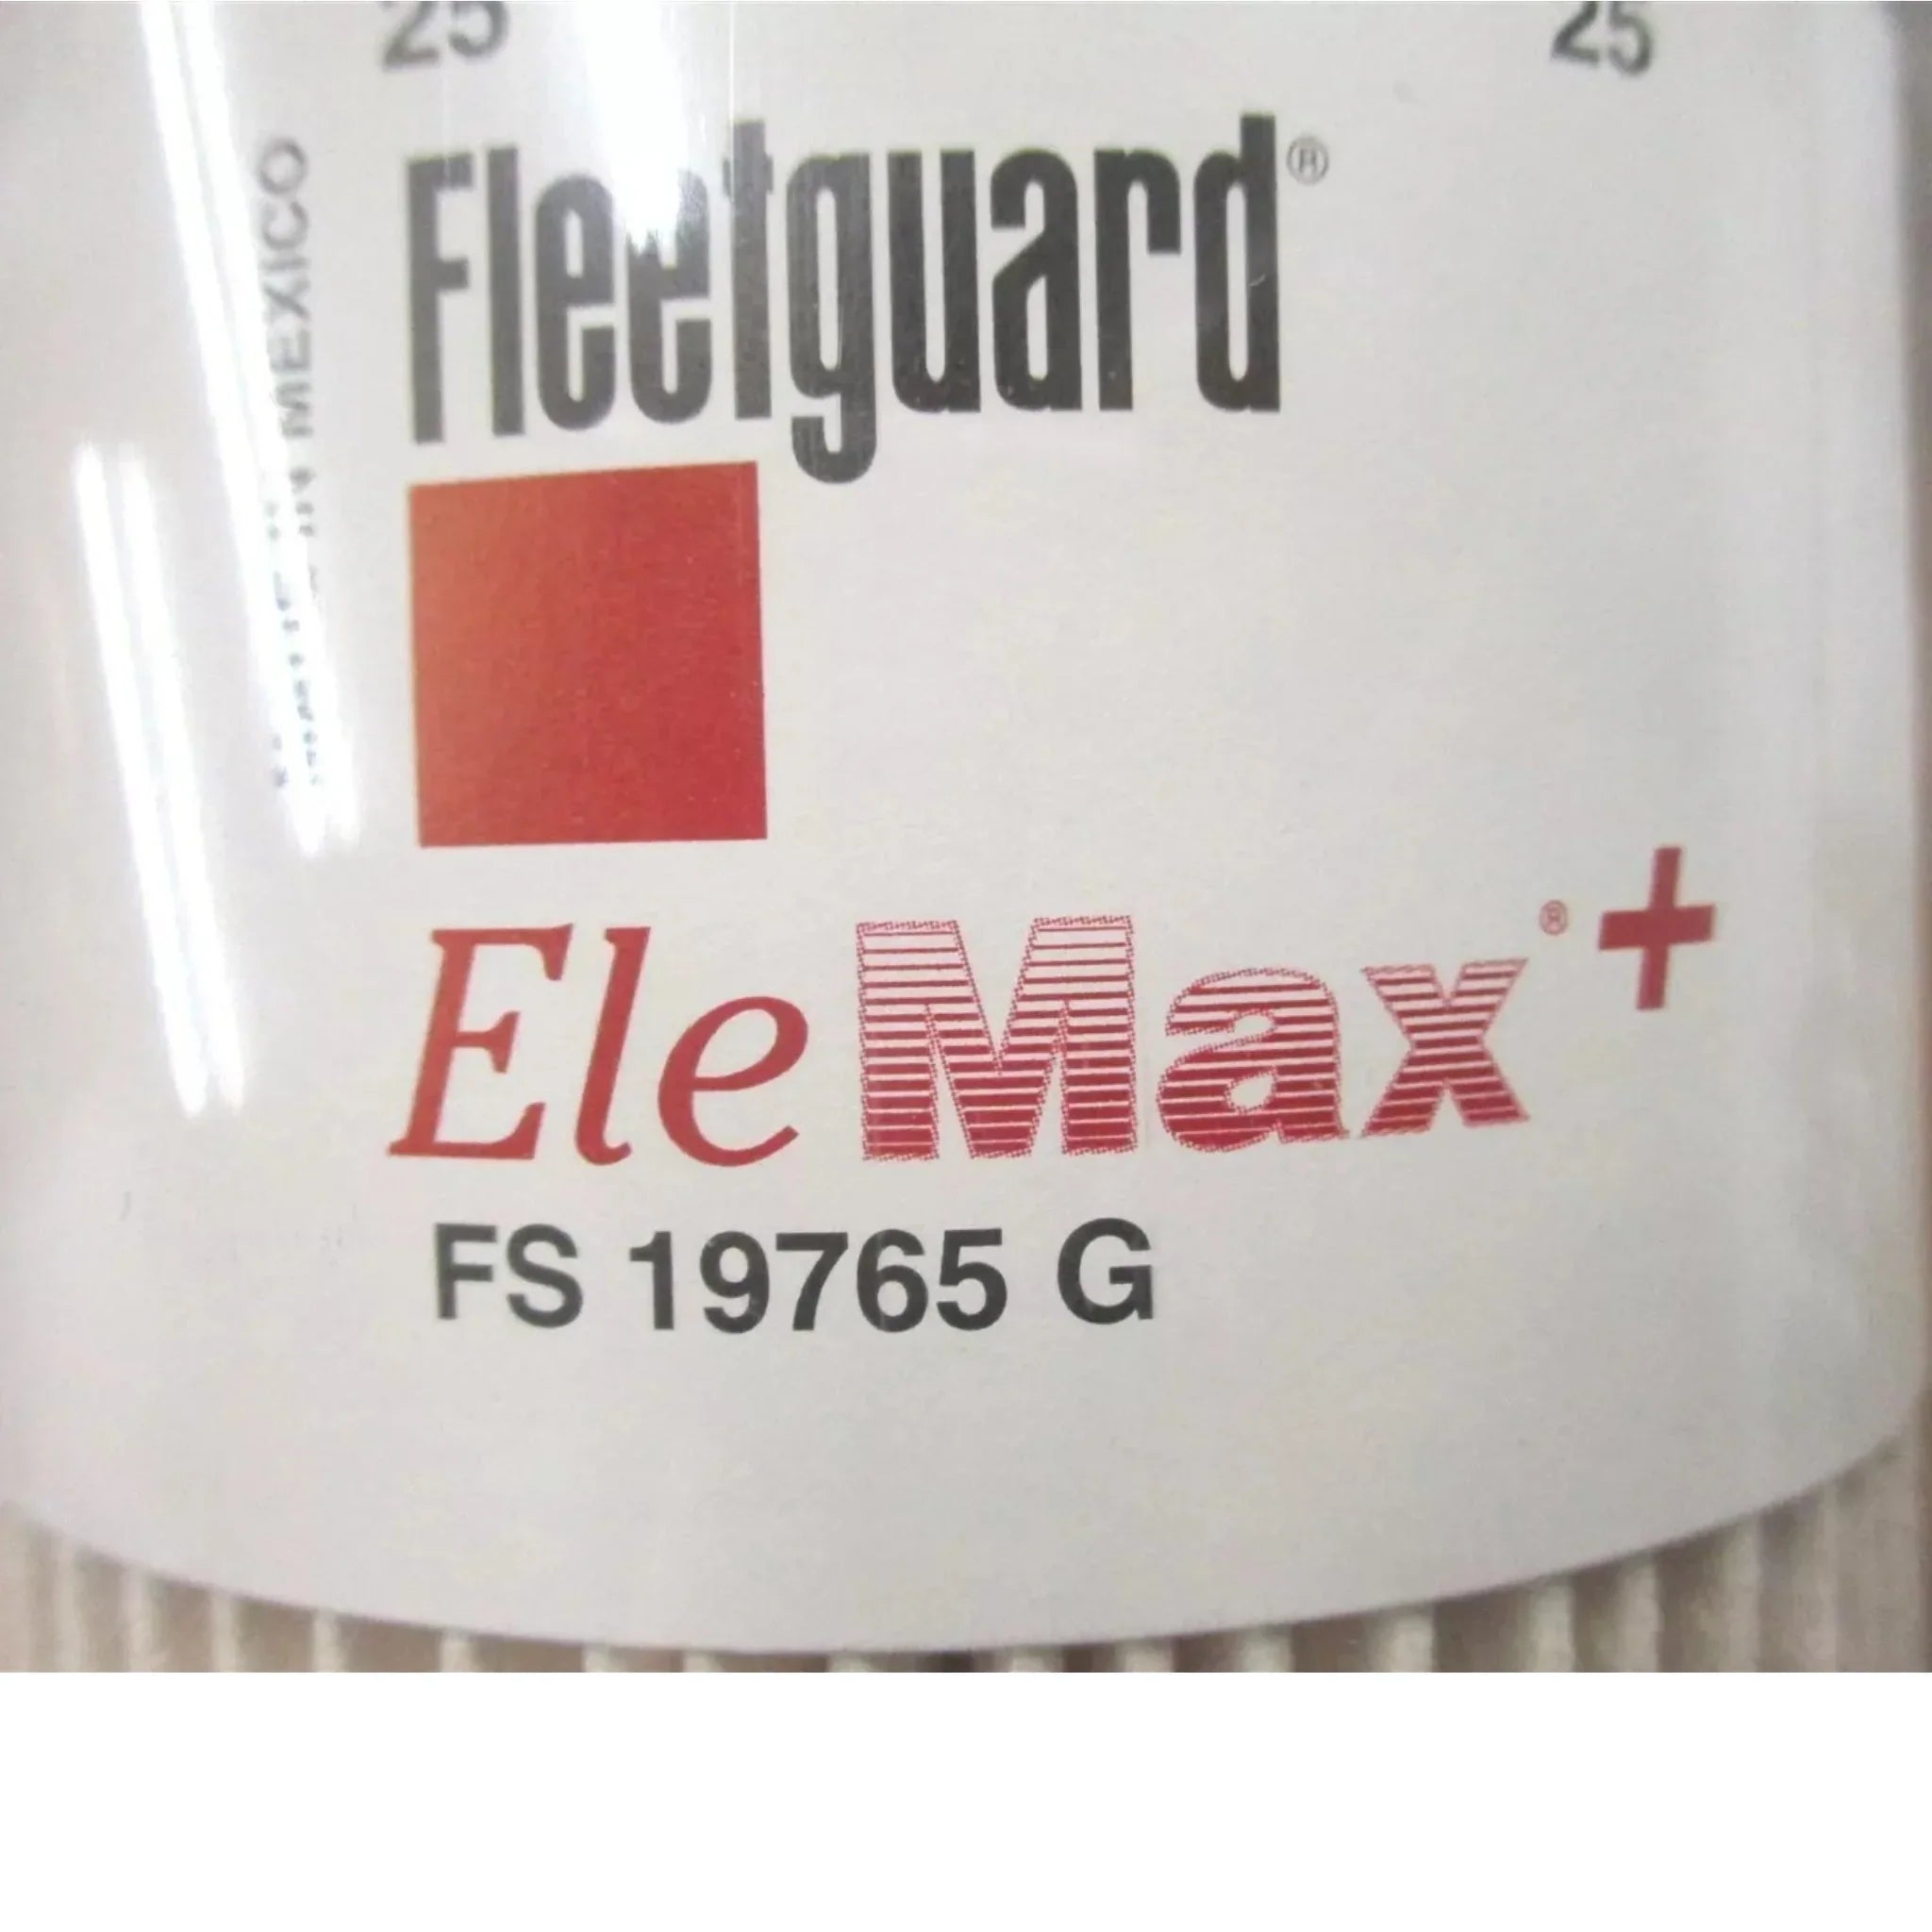 25 25
Fleetguard®
EleMax®+
FS 19765 G
MEXICO